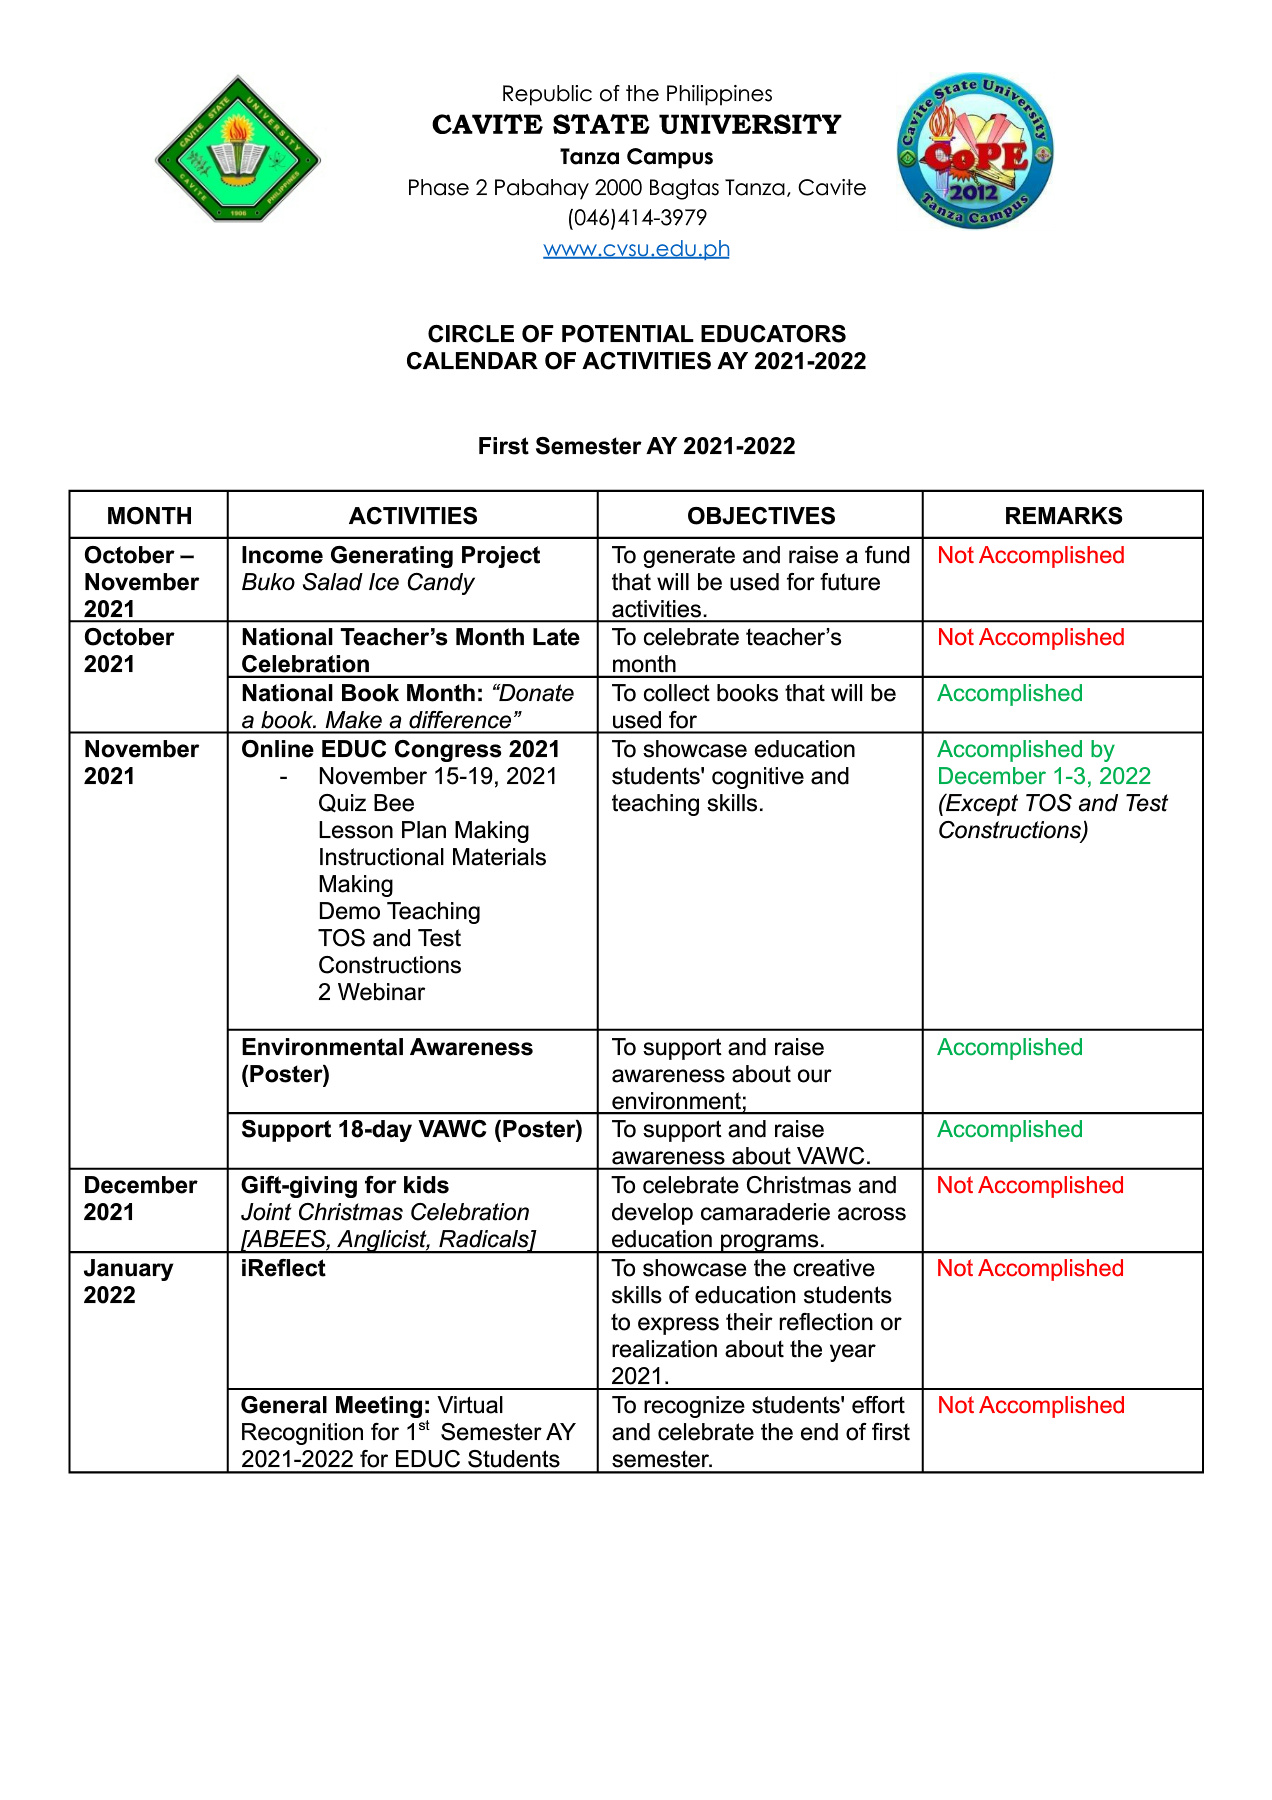 CAVITE STATE UNIVERSITY
CAVITE PHILIPPINES
1906
Republic of the Philippines
CAVITE STATE UNIVERSITY
Tanza Campus
Phase 2 Pabahay 2000 Bagtas Tanza, Cavite
(046)414-3979
www.cvsu.edu.ph
Cavite State University
CoPE
2012
Tanza Campus
CIRCLE OF POTENTIAL EDUCATORS
CALENDAR OF ACTIVITIES AY 2021-2022
First Semester AY 2021-2022
MONTH ACTIVITIES OBJECTIVES REMARKS
October –
November
2021
Income Generating Project
Buko Salad Ice Candy
To generate and raise a fund
that will be used for future
activities.
Not Accomplished
October
2021
National Teacher’s Month Late
Celebration
To celebrate teacher’s
month
Not Accomplished
National Book Month: “Donate
a book. Make a difference”
To collect books that will be
used for
Accomplished
November
2021
Online EDUC Congress 2021
- November 15-19, 2021
Quiz Bee
Lesson Plan Making
Instructional Materials
Making
Demo Teaching
TOS and Test
Constructions
2 Webinar
To showcase education
students' cognitive and
teaching skills.
Accomplished by
December 1-3, 2022
(Except TOS and Test
Constructions)
Environmental Awareness
(Poster)
To support and raise
awareness about our
environment;
Accomplished
Support 18-day VAWC (Poster)
To support and raise
awareness about VAWC.
Accomplished
December
2021
Gift-giving for kids
Joint Christmas Celebration
[ABEES, Anglicist, Radicals]
To celebrate Christmas and
develop camaraderie across
education programs.
Not Accomplished
January
2022
iReflect
To showcase the creative
skills of education students
to express their reflection or
realization about the year
2021.
Not Accomplished
General Meeting: Virtual
Recognition for 1st Semester AY
2021-2022 for EDUC Students
To recognize students' effort
and celebrate the end of first
semester.
Not Accomplished